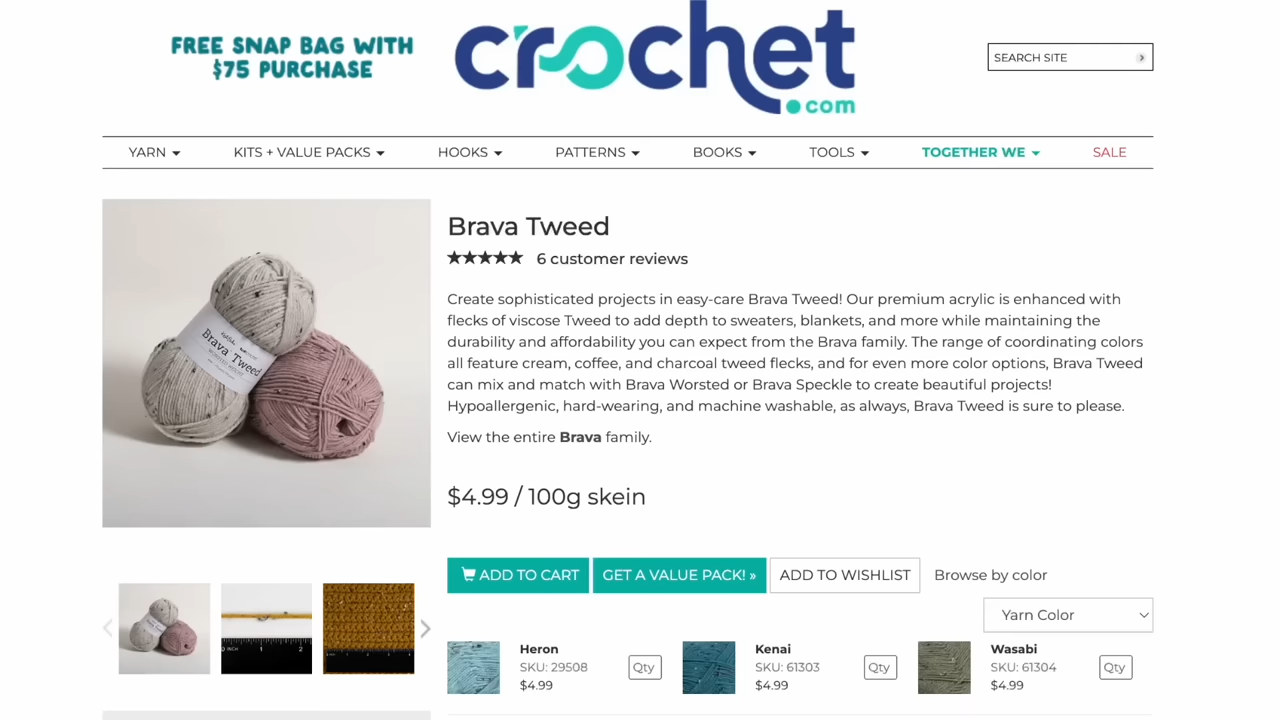 FREE SNAP BAG WITH
$75 PURCHASE
crochet
.com
SEARCH SITE
YARN
KITS + VALUE PACKS
HOOKS
PATTERNS
BOOKS
TOOLS
TOGETHER WE
SALE
Brava Tweed
Brava Tweed
★★★★★ 6 customer reviews
Create sophisticated projects in easy-care Brava Tweed! Our premium acrylic is enhanced with
flecks of viscose Tweed to add depth to sweaters, blankets, and more while maintaining the
durability and affordability you can expect from the Brava family. The range of coordinating colors
all feature cream, coffee, and charcoal tweed flecks, and for even more color options, Brava Tweed
can mix and match with Brava Worsted or Brava Speckle to create beautiful projects!
Hypoallergenic, hard-wearing, and machine washable, as always, Brava Tweed is sure to please.
View the entire Brava family.
$4.99 / 100g skein
ADD TO CART
GET A VALUE PACK! »
ADD TO WISHLIST
Browse by color
Yarn Color
0 INCH 1 2
Heron
SKU: 29508
$4.99
Qty
Kenai
SKU: 61303
$4.99
Qty
Wasabi
SKU: 61304
$4.99
Qty